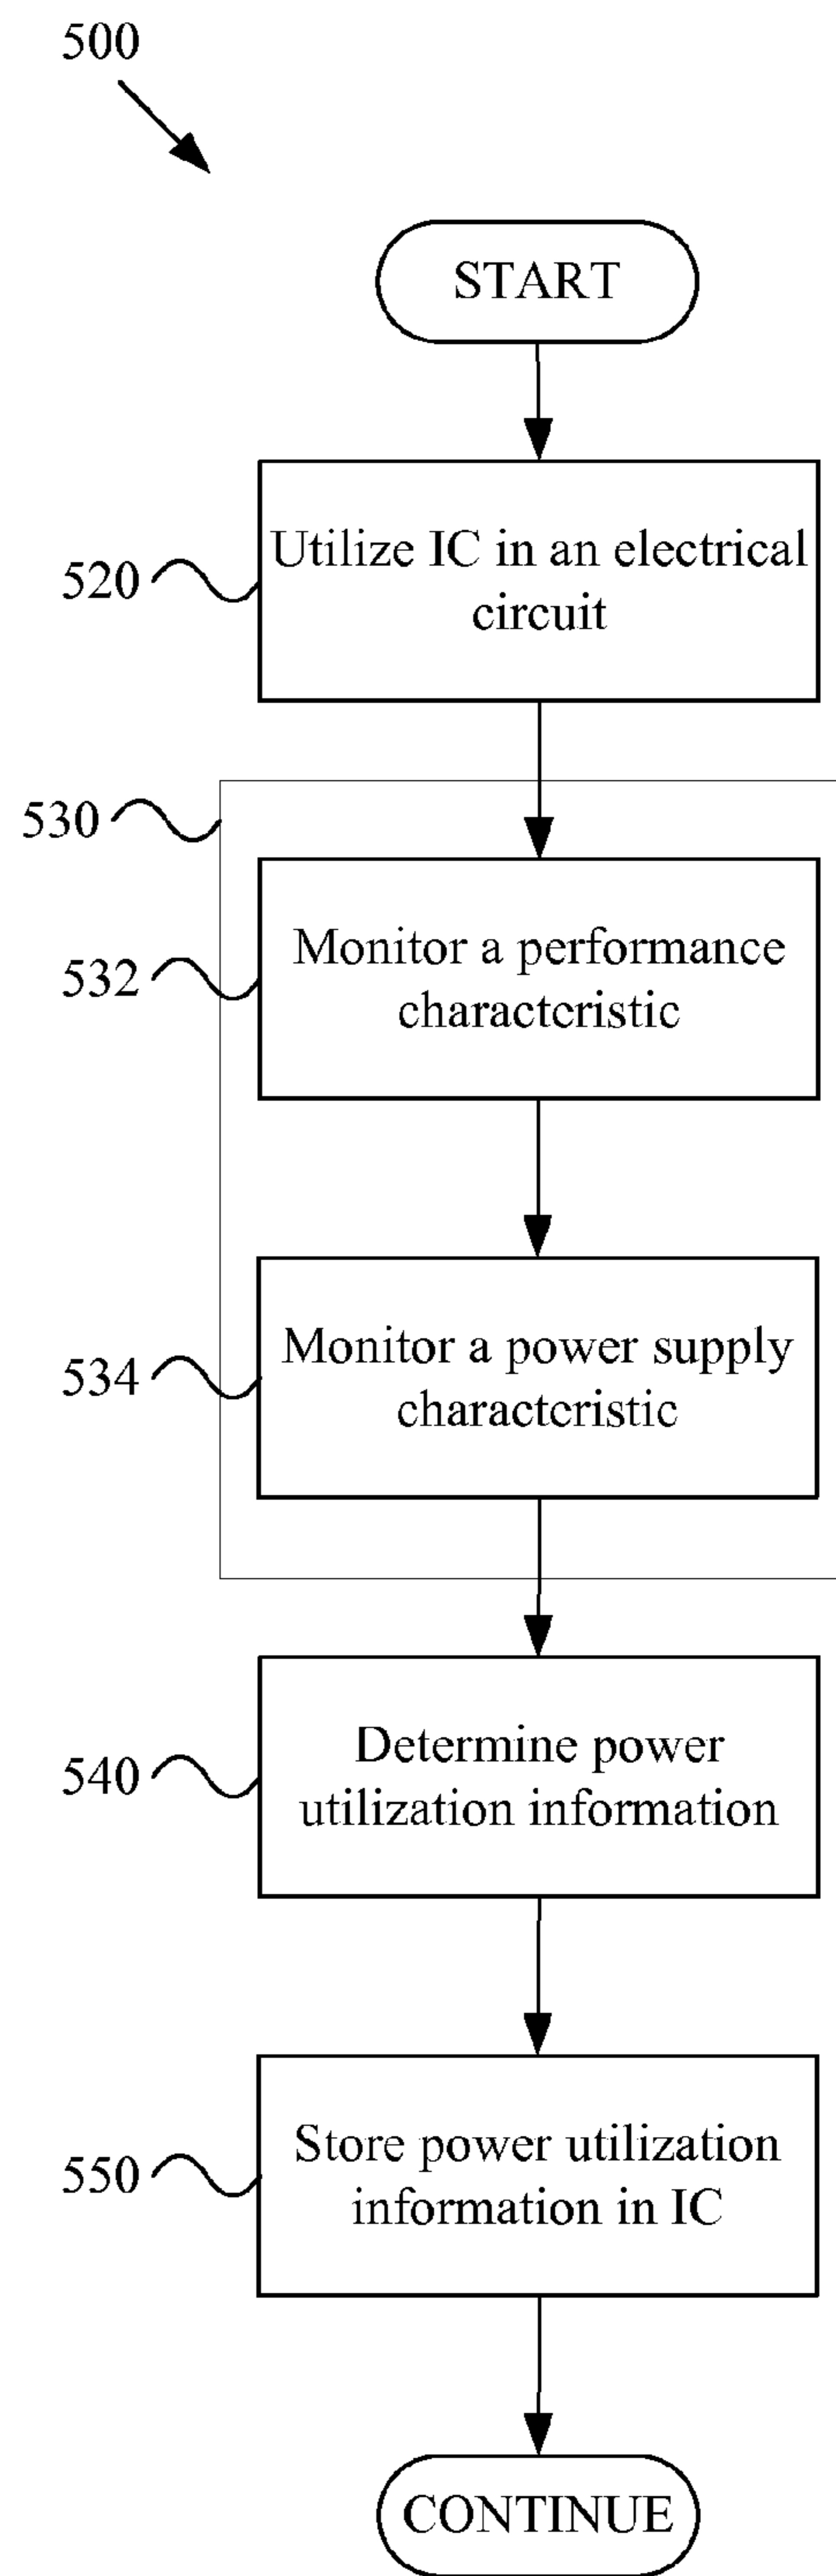 500
START
520
Utilize IC in an electrical
circuit
530
532
Monitor a performance
characteristic
534
Monitor a power supply
characteristic
540
Determine power
utilization information
550
Store power utilization
information in IC
CONTINUE